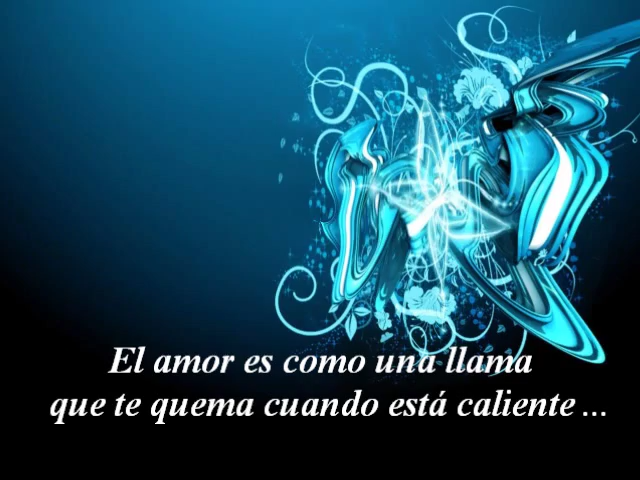 El amor es como una llama
que te quema cuando está caliente ...